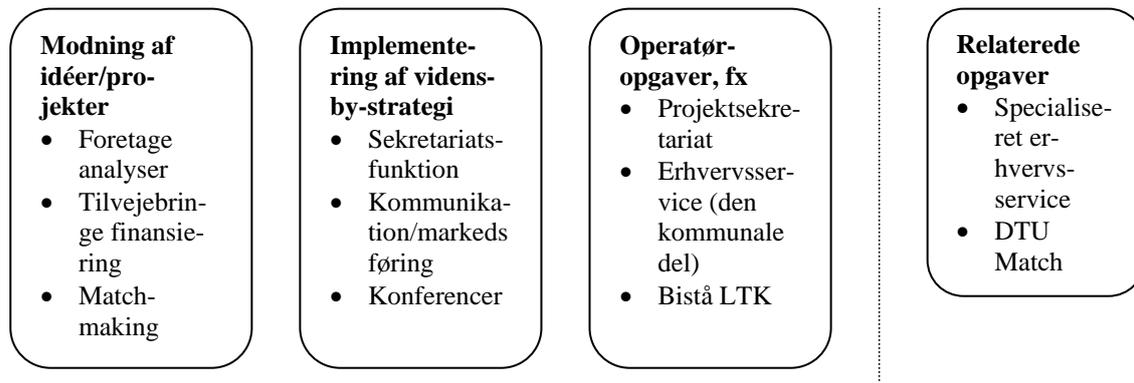 Modning af
idéer/pro-
jekter
• Foretage
analyser
• Tilvejebrin-
ge finansie-
ring
• Match-
making
Implemente-
ring af videns-
by-strategi
• Sekretariats-
funktion
• Kommunika-
tion/markeds
føring
• Konferencer
Operatør-
opgaver, fx
• Projektsekre-
tariat
• Erhvervsser-
vice (den
kommunale
del)
• Bistå LTK
Relaterede
opgaver
• Specialise-
ret er-
hvervs-
service
• DTU
Match